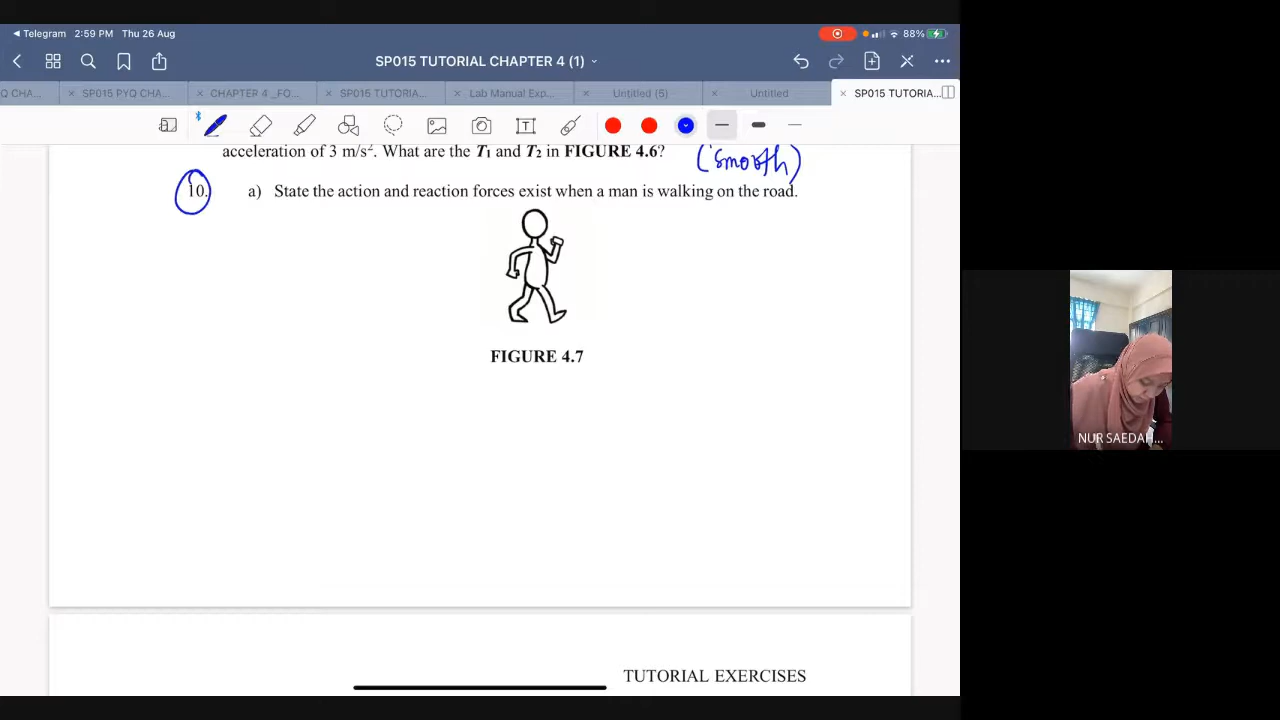 Telegram 2:59 PM Thu 26 Aug 88%
SP015 TUTORIAL CHAPTER 4 (1)
Q CHA... SP015 PYQ CHA... CHAPTER 4 _FO... SP015 TUTORIA... Lab Manual Exp... Untitled (5) Untitled SP015 TUTORIA...
acceleration of 3 m/s². What are the T₁ and T₂ in FIGURE 4.6? (smooth)
10. a) State the action and reaction forces exist when a man is walking on the road.
FIGURE 4.7
NUR SAEDAH...
TUTORIAL EXERCISES